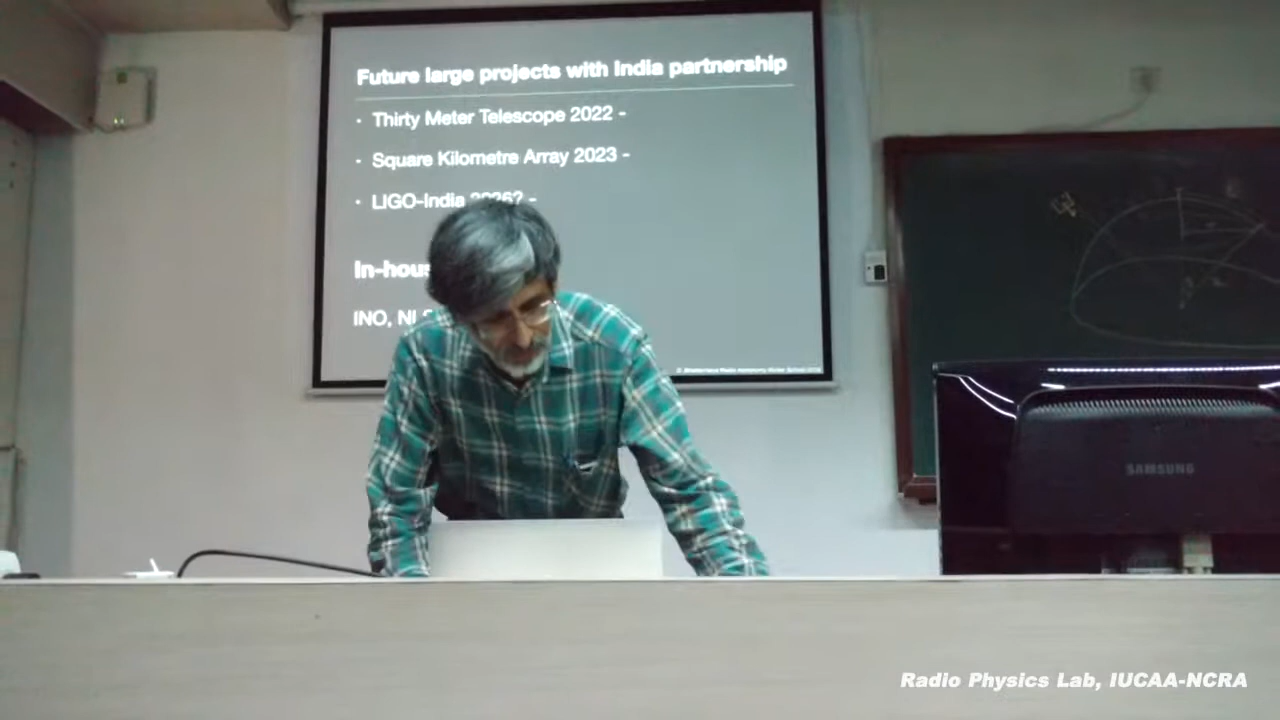 Future large projects with India partnership
· Thirty Meter Telescope 2022 -
· Square Kilometre Array 2023 -
· LIGO-India 2026? -
In-hous
INO,
SAMSUNG
Radio Physics Lab, IUCAA-NCRA